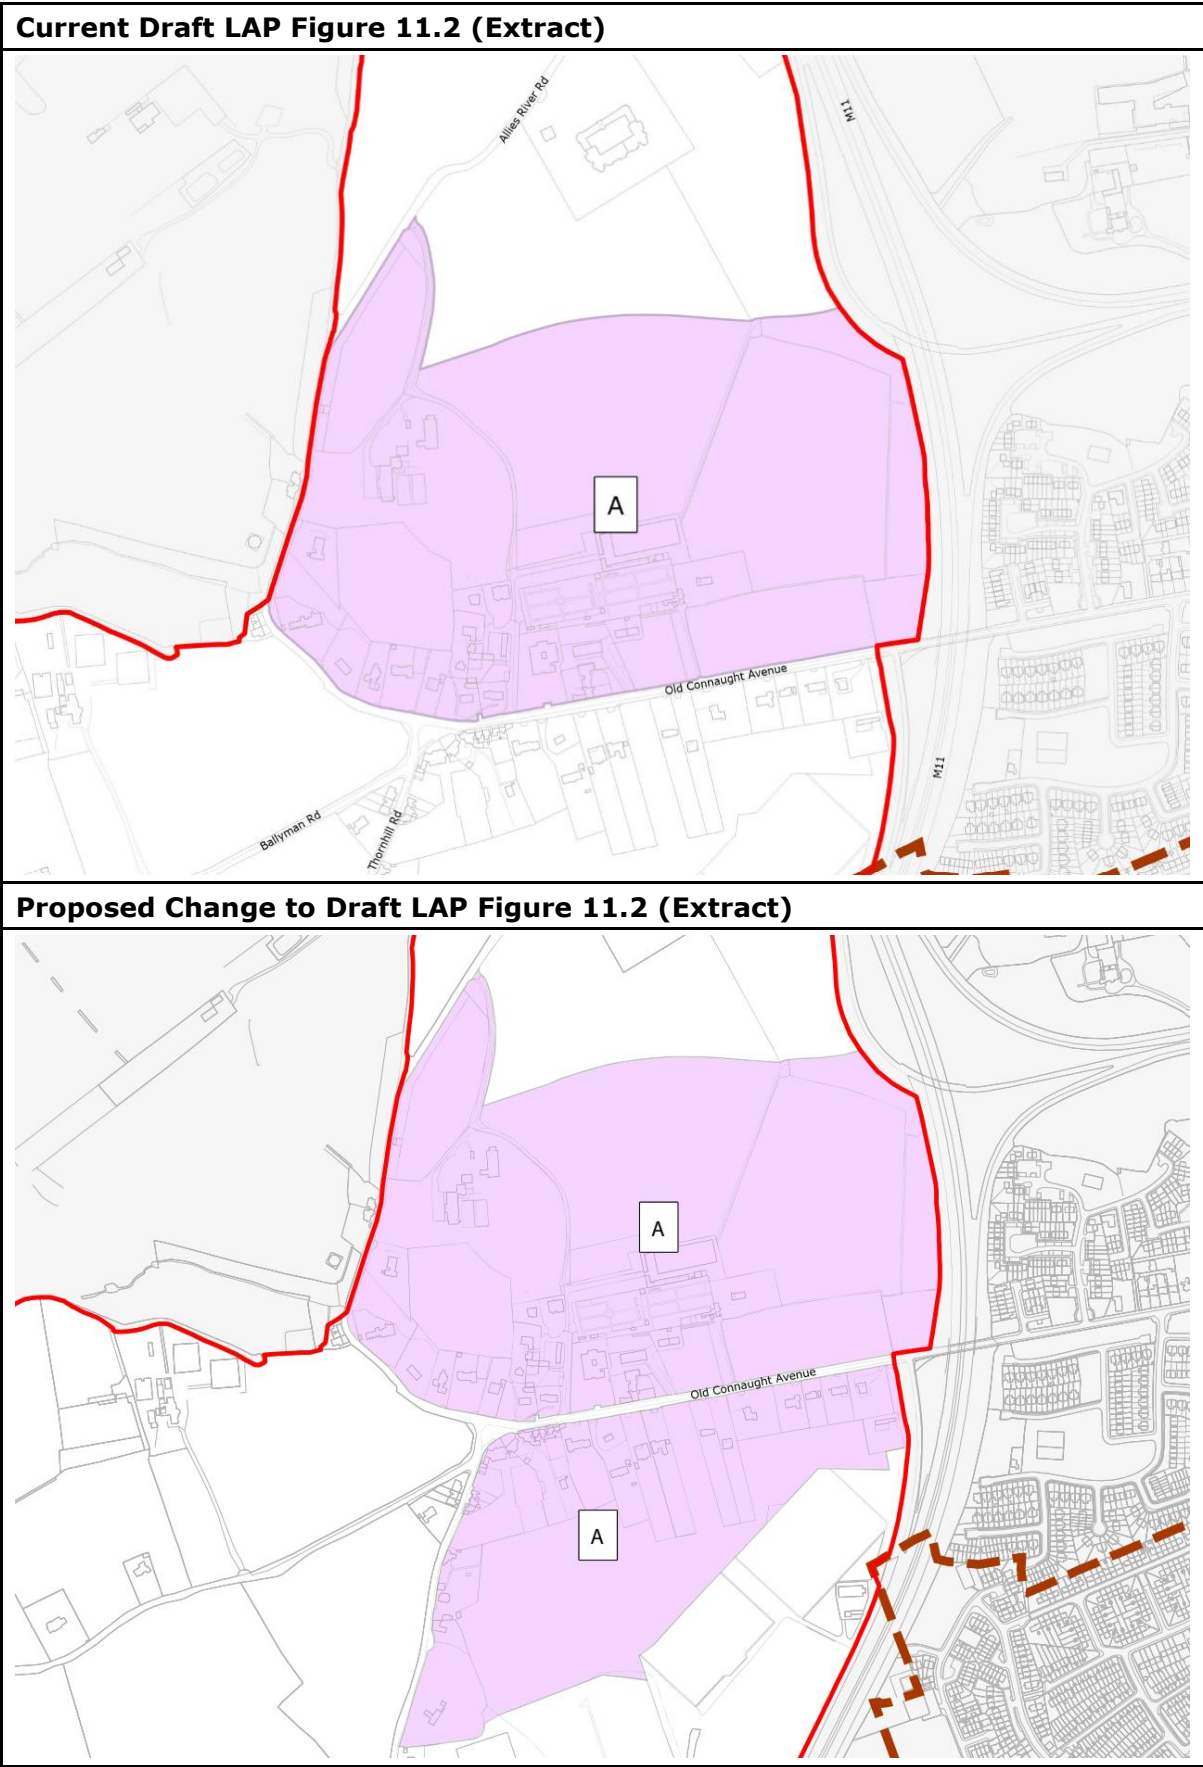 Current Draft LAP Figure 11.2 (Extract)
Allies River Rd
M11
A
Old Connaught Avenue
M11
Ballyman Rd
Thornhill Rd
Proposed Change to Draft LAP Figure 11.2 (Extract)
A
Old Connaught Avenue
A